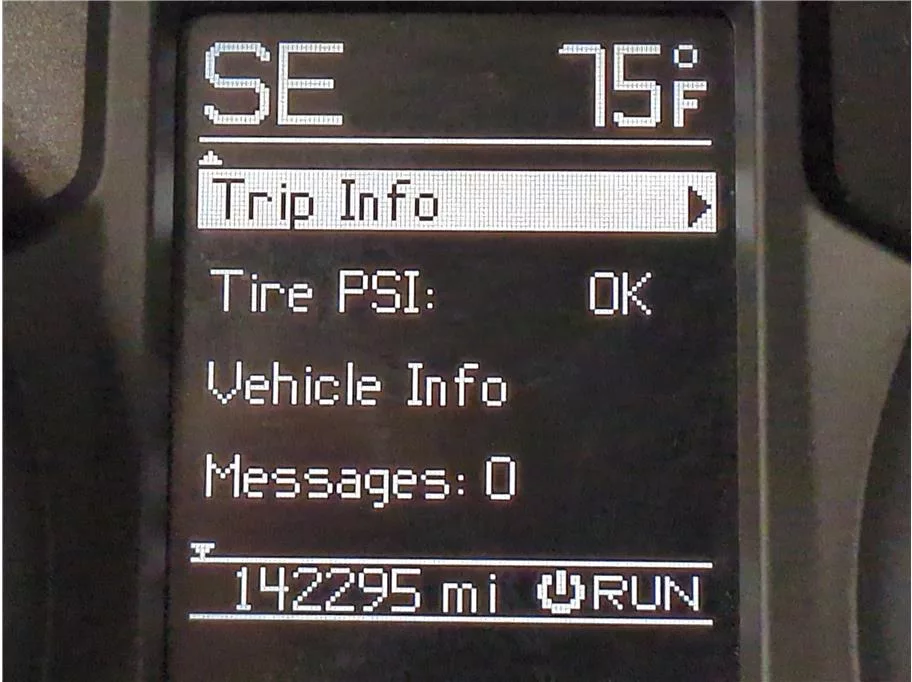 SE 75°F
Trip Info
Tire PSI: OK
Vehicle Info
Messages: 0
142295 mi RUN